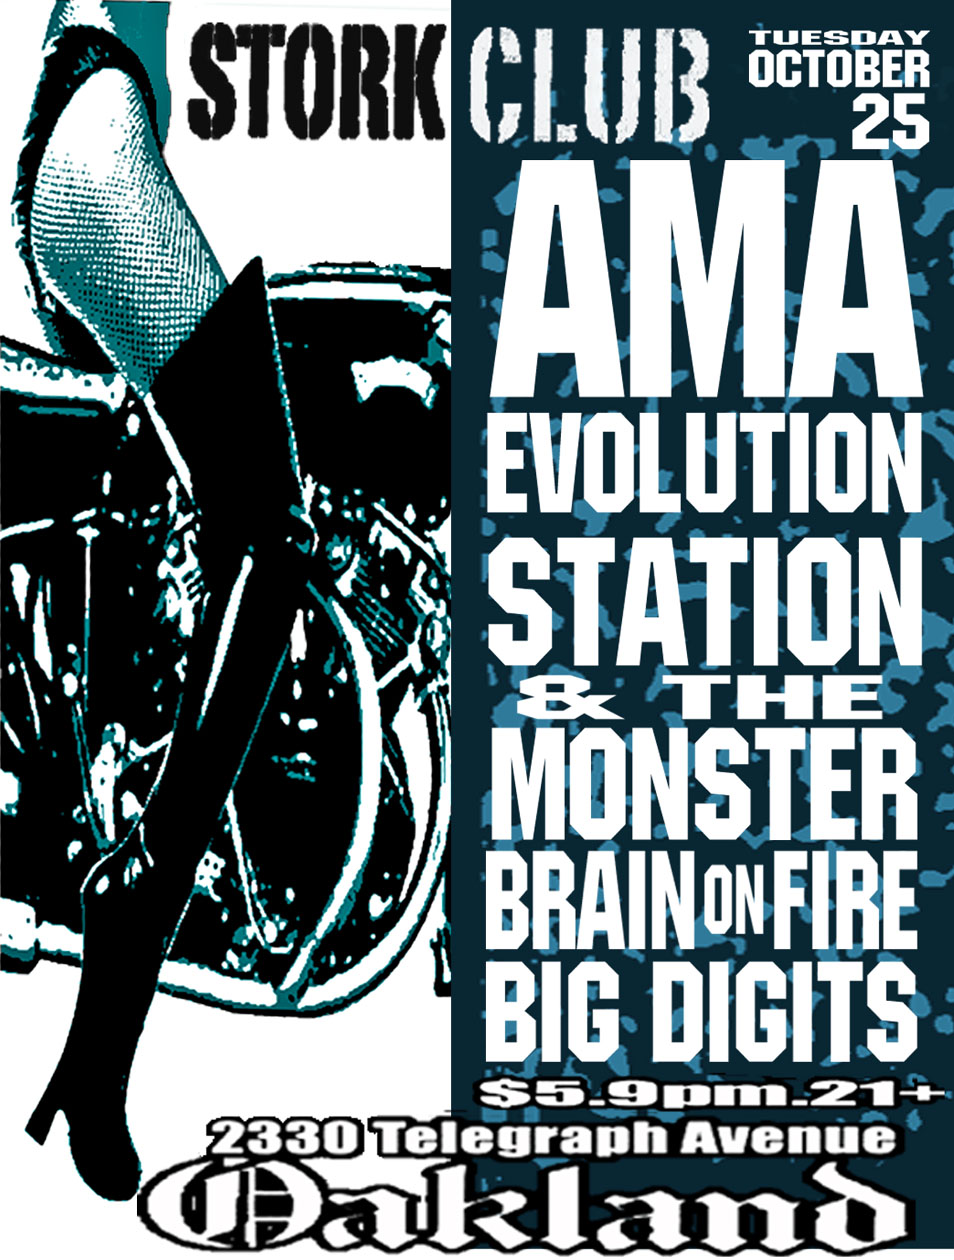 STORK CLUB
TUESDAY
OCTOBER
25
AMA
EVOLUTION
STATION
& THE
MONSTER
BRAIN ON FIRE
BIG DIGITS
$5.9pm.21+
2330 Telegraph Avenue
Oakland